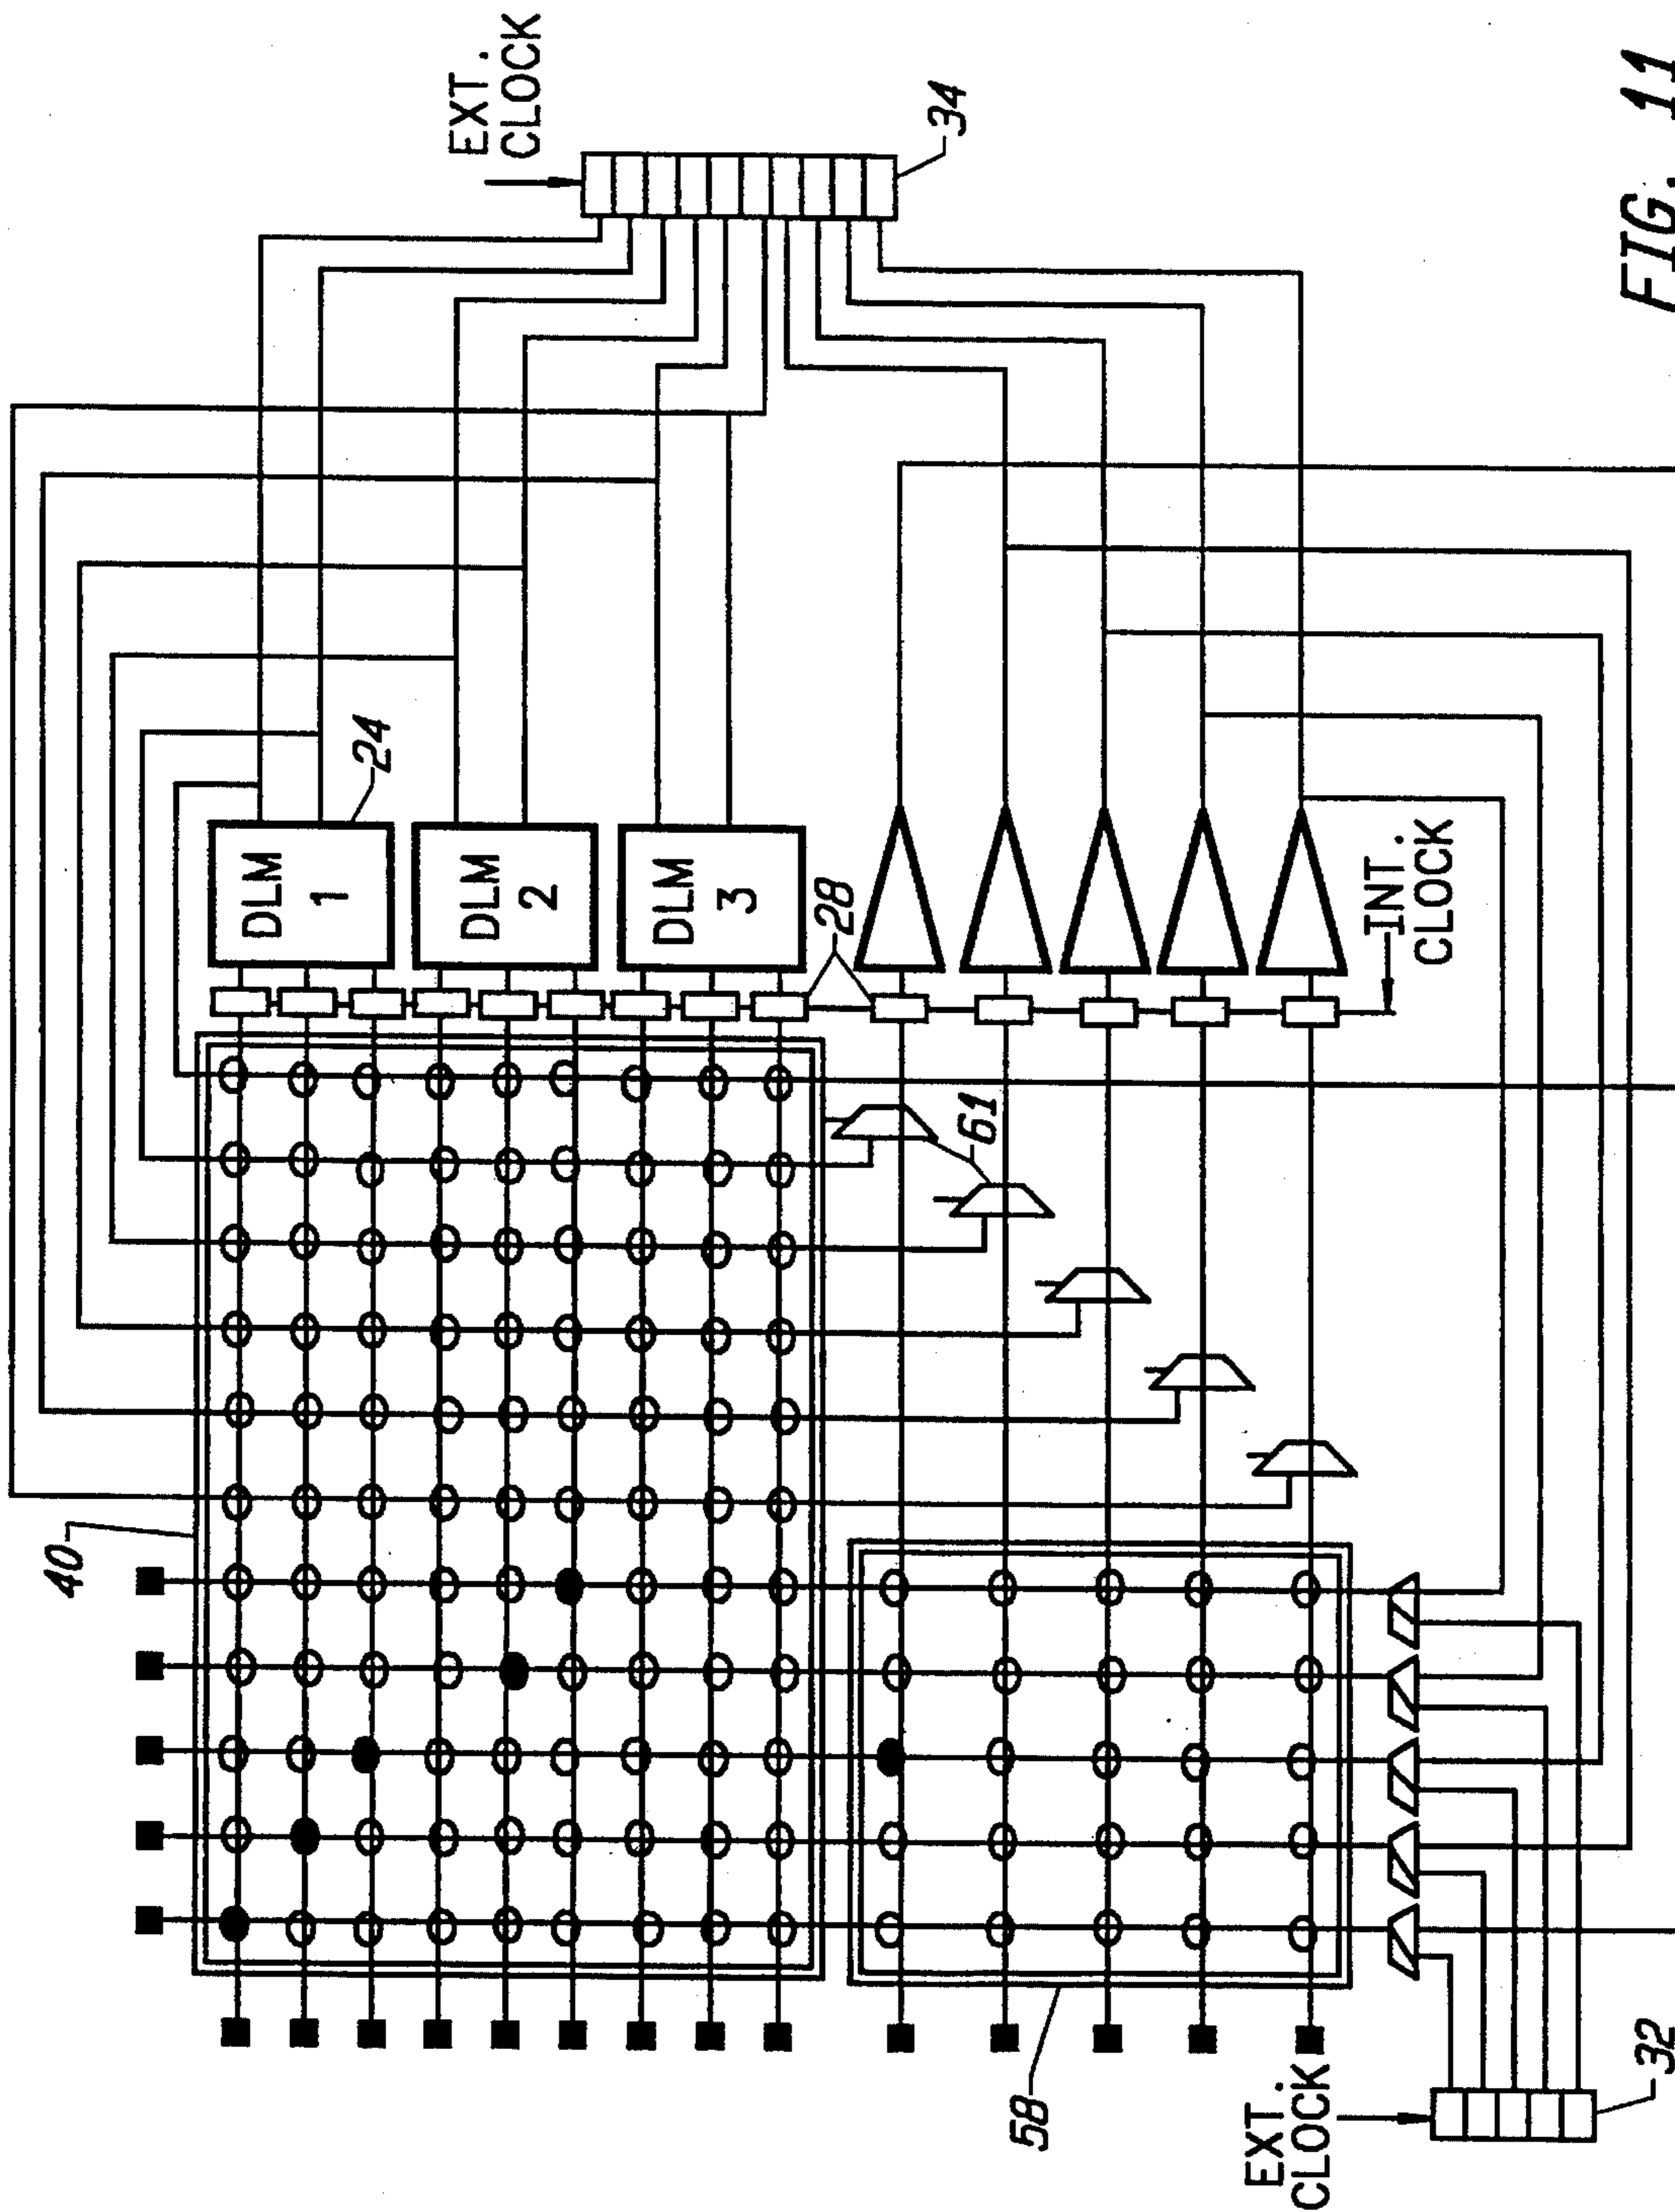 EXT.
CLOCK
34
FIG. 11
24
DLM
1
DLM
2
DLM
3
28
INT.
CLOCK
61
40
58
EXT.
CLOCK
32